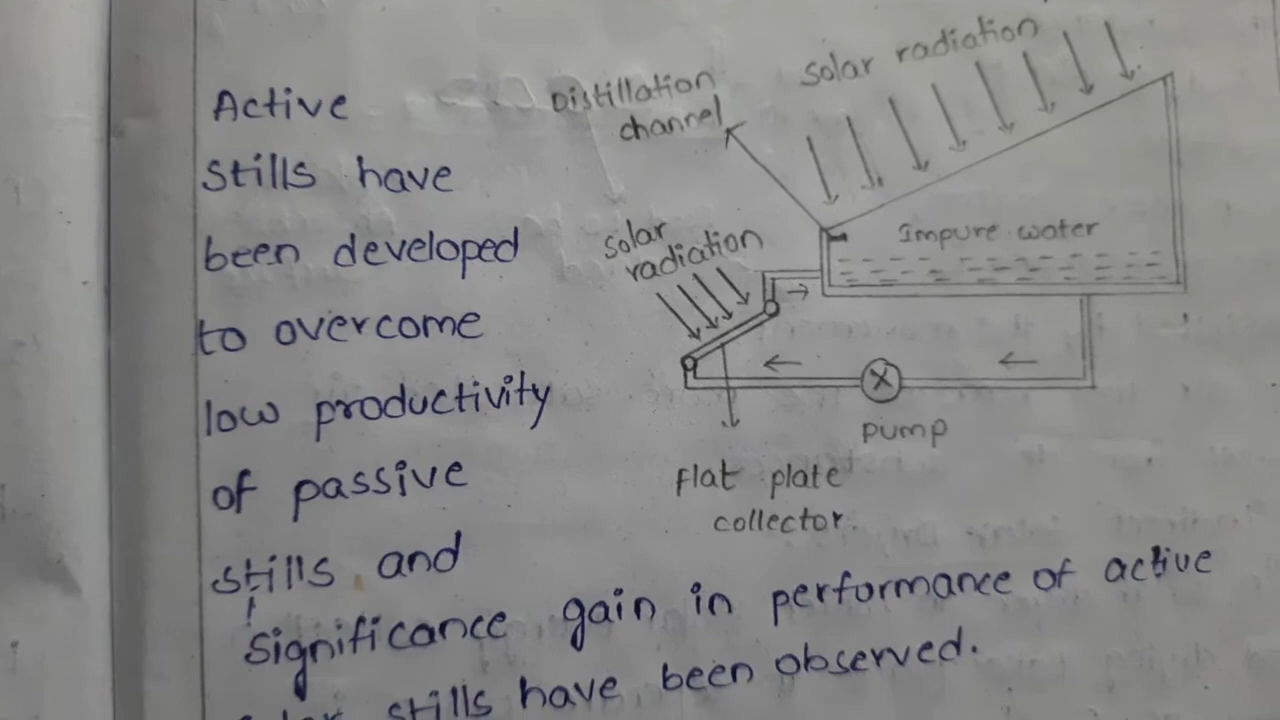 Active
stills have
been developed
to overcome
low productivity
of passive
stills and
significance gain in performance of active
stills have been observed.
Distillation
channel
solar radiation
solar
radiation
Impure water
pump
flat plate
collector.